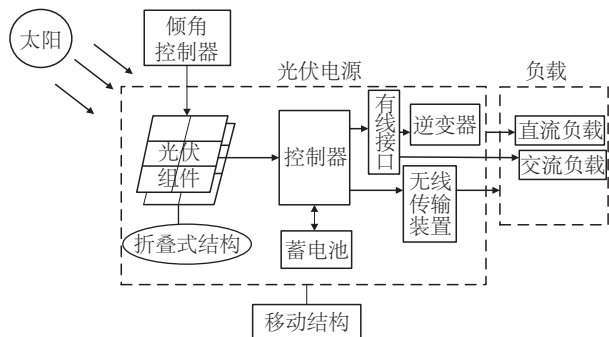 太阳
倾角
控制器
光伏电源
负载
光伏
组件
折叠式结构
控制器
蓄电池
有
线
接
口
逆变器
无线
传输
装置
直流负载
交流负载
移动结构